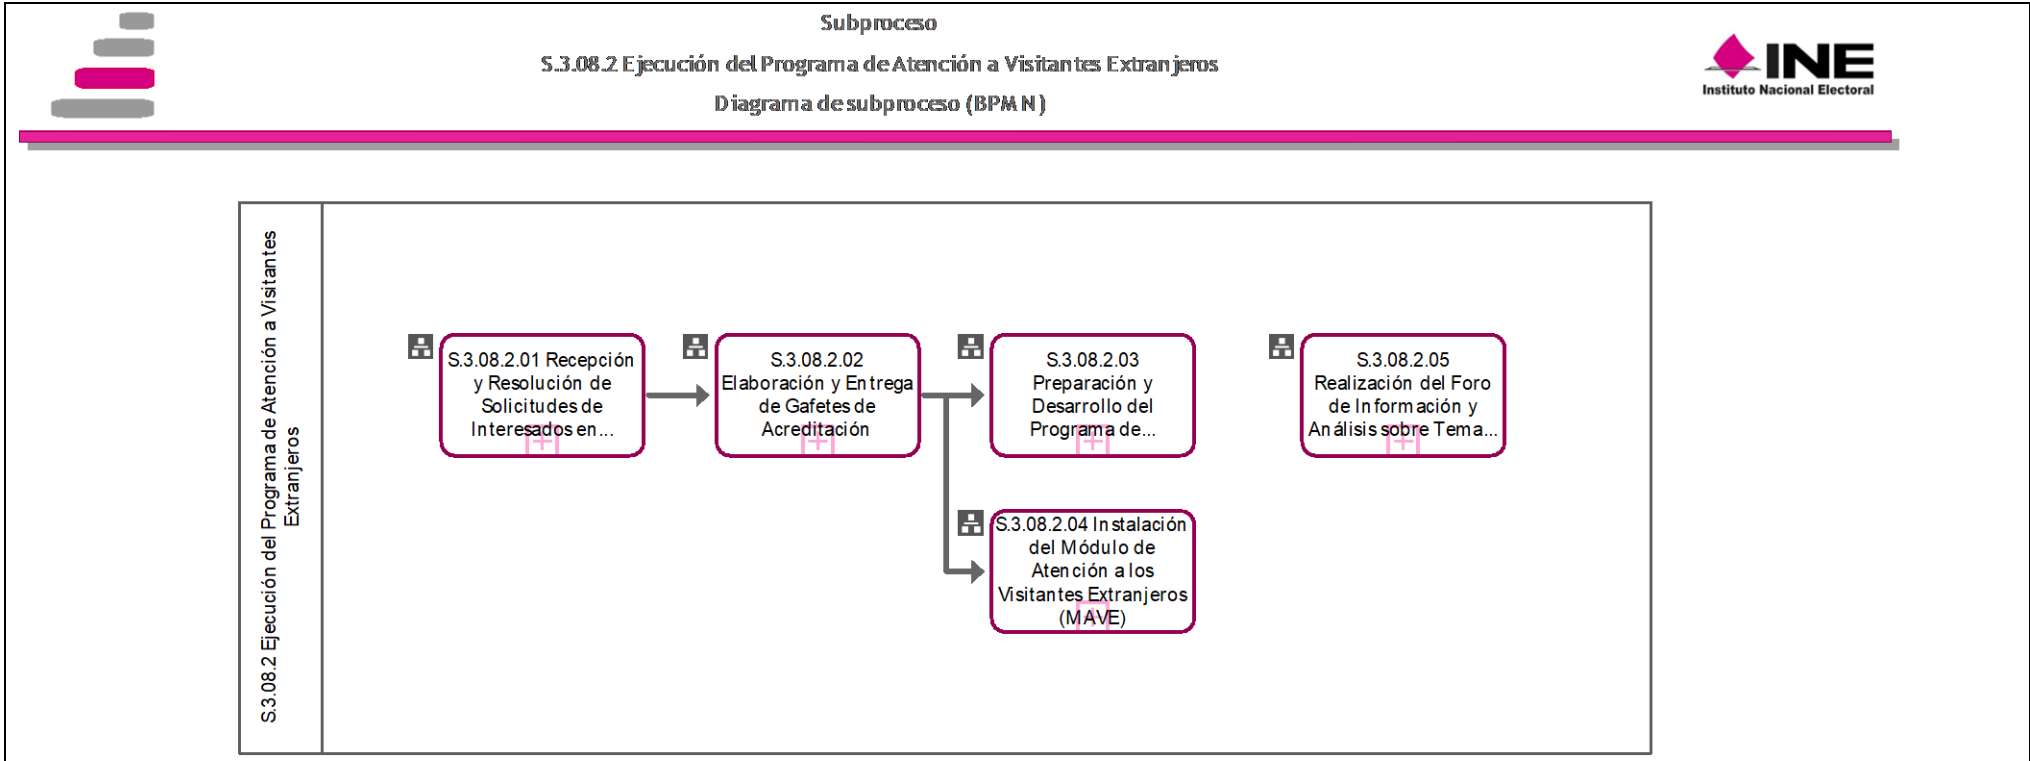 Subproceso
S.3.08.2 Ejecución del Programa de Atención a Visitantes Extranjeros
Diagrama de subproceso (BPMN)
INE
Instituto Nacional Electoral
S.3.08.2 Ejecución del Programa de Atención a Visitantes
Extranjeros
S.3.08.2.01 Recepción
y Resolución de
Solicitudes de
Interesados en...
S.3.08.2.02
Elaboración y Entrega
de Gafetes de
Acreditación
S.3.08.2.03
Preparación y
Desarrollo del
Programa de...
S.3.08.2.04 Instalación
del Módulo de
Atención a los
Visitantes Extranjeros
(MAVE)
S.3.08.2.05
Realización del Foro
de Información y
Análisis sobre Tema...